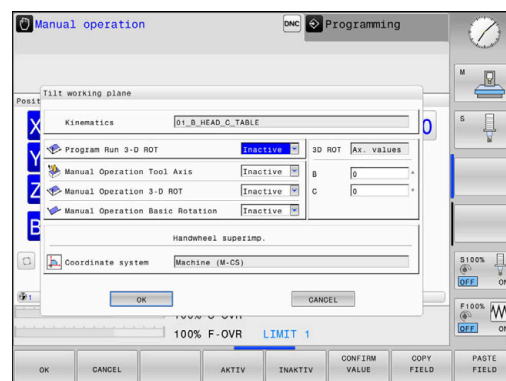 Manual operation
DNC
Programming
Tilt working plane
Posit
Kinematics 01_B_HEAD_C_TABLE
X
0
M
S
Program Run 3-D ROT Inactive
3D ROT Ax. values
Y
Manual Operation Tool Axis Inactive
B 0
Z
Manual Operation 3-D ROT Inactive
C 0
Manual Operation Basic Rotation Inactive
B
Handwheel superimp.
Coordinate system Machine (M-CS)
S100%
OFF ON
OK
CANCEL
1
F100%
OFF ON
100% F-OVR LIMIT 1
OK
CANCEL
AKTIV
INAKTIV
CONFIRM VALUE
COPY FIELD
PASTE FIELD